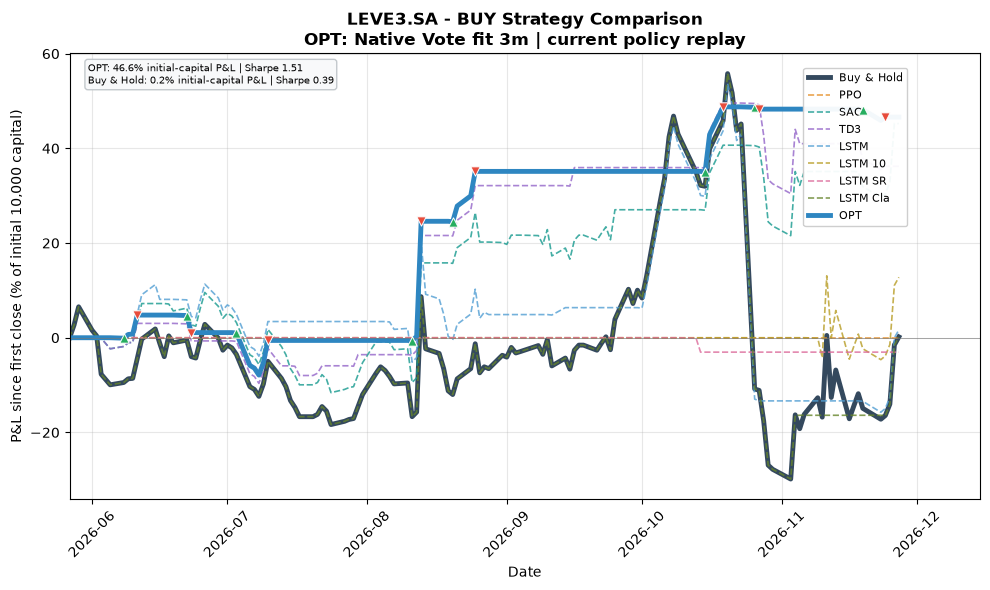 LEVE3.SA - BUY Strategy Comparison
OPT: Native Vote fit 3m | current policy replay
OPT: 46.6% initial-capital P&L | Sharpe 1.51
Buy & Hold: 0.2% initial-capital P&L | Sharpe 0.39
Buy & Hold
PPO
SAC
TD3
LSTM
LSTM 10
LSTM SR
LSTM Cla
OPT
P&L since first close (% of initial 10,000 capital)
60
40
20
0
−20
2026-06
2026-07
2026-08
2026-09
2026-10
2026-11
2026-12
Date